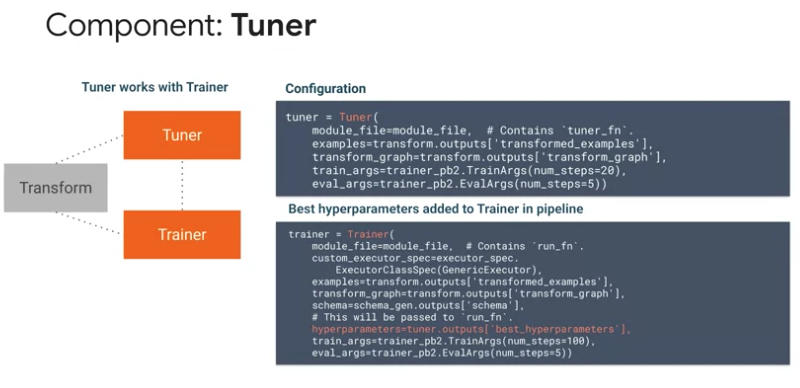 Component: Tuner
Tuner works with Trainer
Tuner
Transform
Trainer
Configuration
tuner = Tuner(
    module_file=module_file,  # Contains `tuner_fn`.
    examples=transform.outputs['transformed_examples'],
    transform_graph=transform.outputs['transform_graph'],
    train_args=trainer_pb2.TrainArgs(num_steps=20),
    eval_args=trainer_pb2.EvalArgs(num_steps=5))
Best hyperparameters added to Trainer in pipeline
trainer = Trainer(
    module_file=module_file,  # Contains `run_fn`.
    custom_executor_spec=executor_spec.
        ExecutorClassSpec(GenericExecutor),
    examples=transform.outputs['transformed_examples'],
    transform_graph=transform.outputs['transform_graph'],
    schema=schema_gen.outputs['schema'],
    # This will be passed to `run_fn`.
    hyperparameters=tuner.outputs['best_hyperparameters'],
    train_args=trainer_pb2.TrainArgs(num_steps=100),
    eval_args=trainer_pb2.EvalArgs(num_steps=5))